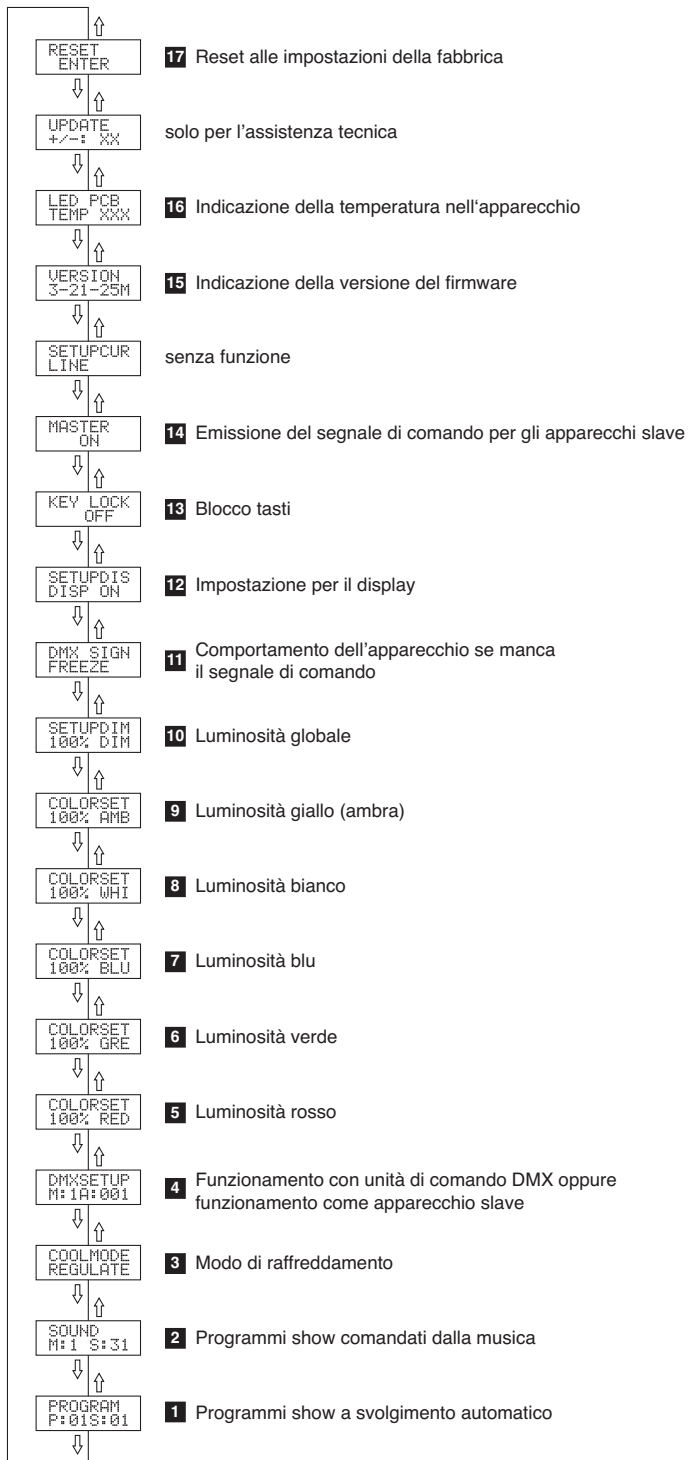 RESET
ENTER
17 Reset alle impostazioni della fabbrica
UPDATE
+/-: XX
solo per l'assistenza tecnica
LED PCB
TEMP XXX
16 Indicazione della temperatura nell'apparecchio
VERSION
3-21-25M
15 Indicazione della versione del firmware
SETUPCUR
LINE
senza funzione
MASTER
ON
14 Emissione del segnale di comando per gli apparecchi slave
KEY LOCK
OFF
13 Blocco tasti
SETUPDIS
DISP ON
12 Impostazione per il display
DMX SIGN
FREEZE
11 Comportamento dell'apparecchio se manca
il segnale di comando
SETUPDIM
100% DIM
10 Luminosità globale
COLORSET
100% AMB
9 Luminosità giallo (ambra)
COLORSET
100% WHI
8 Luminosità bianco
COLORSET
100% BLU
7 Luminosità blu
COLORSET
100% GRE
6 Luminosità verde
COLORSET
100% RED
5 Luminosità rosso
DMXSETUP
M:1A:001
4 Funzionamento con unità di comando DMX oppure
funzionamento come apparecchio slave
COOLMODE
REGULATE
3 Modo di raffreddamento
SOUND
M:1 S:31
2 Programmi show comandati dalla musica
PROGRAM
P:01S:01
1 Programmi show a svolgimento automatico